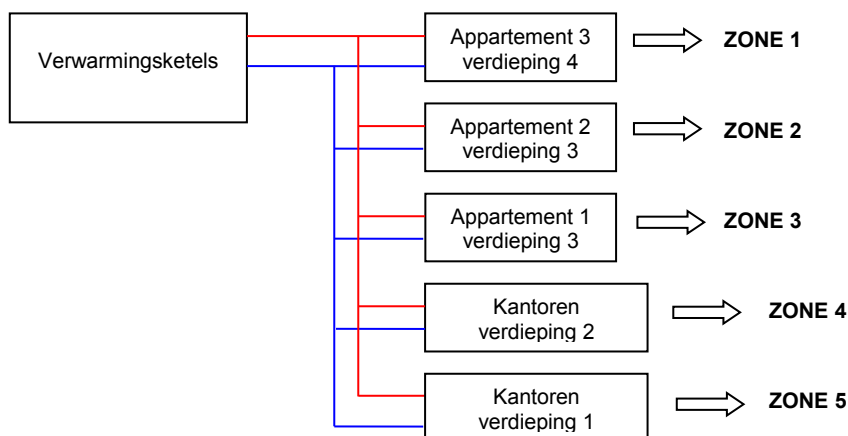 Verwarmingsketels
Appartement 3
verdieping 4
ZONE 1
Appartement 2
verdieping 3
ZONE 2
Appartement 1
verdieping 3
ZONE 3
Kantoren
verdieping 2
ZONE 4
Kantoren
verdieping 1
ZONE 5